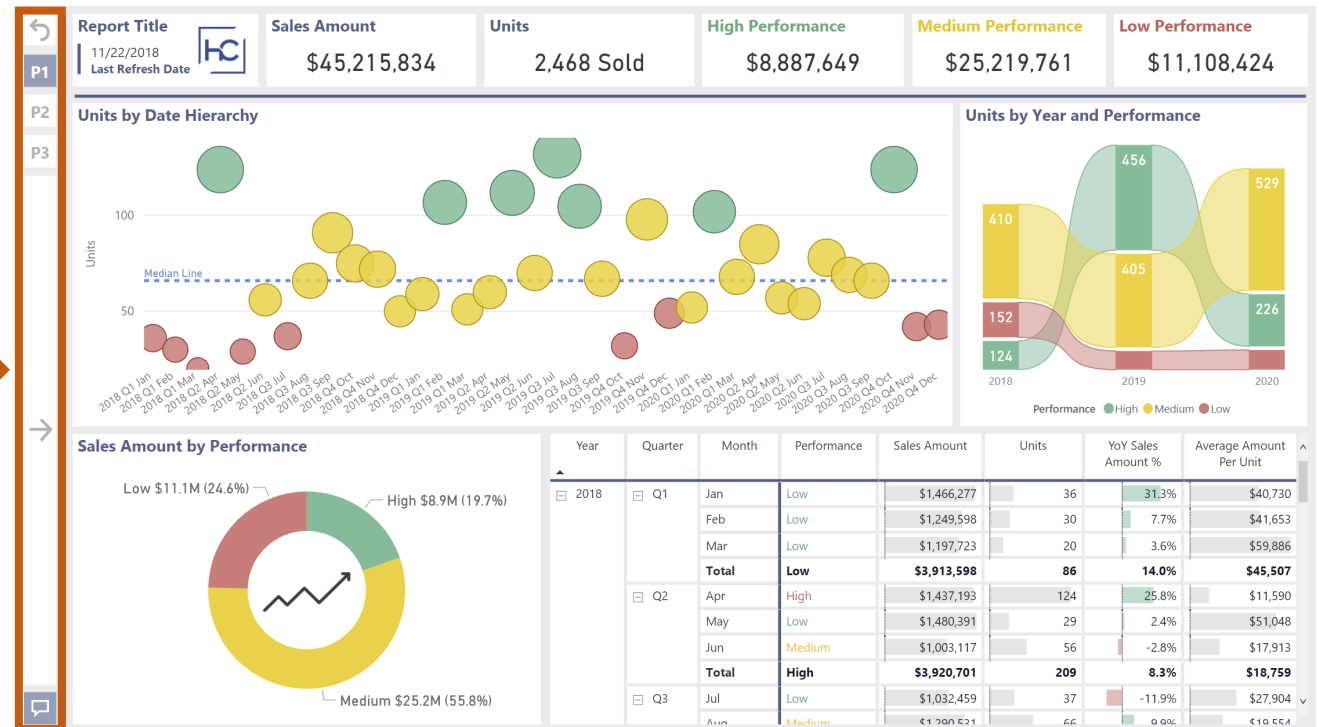 Report Title
11/22/2018
Last Refresh Date
hc
Sales Amount
$45,215,834
Units
2,468 Sold
High Performance
$8,887,649
Medium Performance
$25,219,761
Low Performance
$11,108,424
P1
P2
P3
Units by Date Hierarchy
100
50
Units
Median Line
2018 Q1 Jan
2018 Q1 Feb
2018 Q1 Mar
2018 Q2 Apr
2018 Q2 May
2018 Q2 Jun
2018 Q3 Jul
2018 Q3 Aug
2018 Q3 Sep
2018 Q4 Oct
2018 Q4 Nov
2018 Q4 Dec
2019 Q1 Jan
2019 Q1 Feb
2019 Q1 Mar
2019 Q2 Apr
2019 Q2 May
2019 Q2 Jun
2019 Q3 Jul
2019 Q3 Aug
2019 Q3 Sep
2019 Q4 Oct
2019 Q4 Nov
2019 Q4 Dec
2020 Q1 Jan
2020 Q1 Feb
2020 Q1 Mar
2020 Q2 Apr
2020 Q2 May
2020 Q2 Jun
2020 Q3 Jul
2020 Q3 Aug
2020 Q3 Sep
2020 Q4 Oct
2020 Q4 Nov
2020 Q4 Dec
Units by Year and Performance
456
529
410
405
152
226
124
2018 2019 2020
Performance High Medium Low
Sales Amount by Performance
Low $11.1M (24.6%)
High $8.9M (19.7%)
Medium $25.2M (55.8%)
Year Quarter Month Performance Sales Amount Units YoY Sales Amount % Average Amount Per Unit
2018 Q1 Jan Low $1,466,277 36 31.3% $40,730
Feb Low $1,249,598 30 7.7% $41,653
Mar Low $1,197,723 20 3.6% $59,886
Total Low $3,913,598 86 14.0% $45,507
Q2 Apr High $1,437,193 124 25.8% $11,590
May Low $1,480,391 29 2.4% $51,048
Jun Medium $1,003,117 56 -2.8% $17,913
Total High $3,920,701 209 8.3% $18,759
Q3 Jul Low $1,032,459 37 -11.9% $27,904
Aug Medium $1,290,531 66 9.9% $19,554